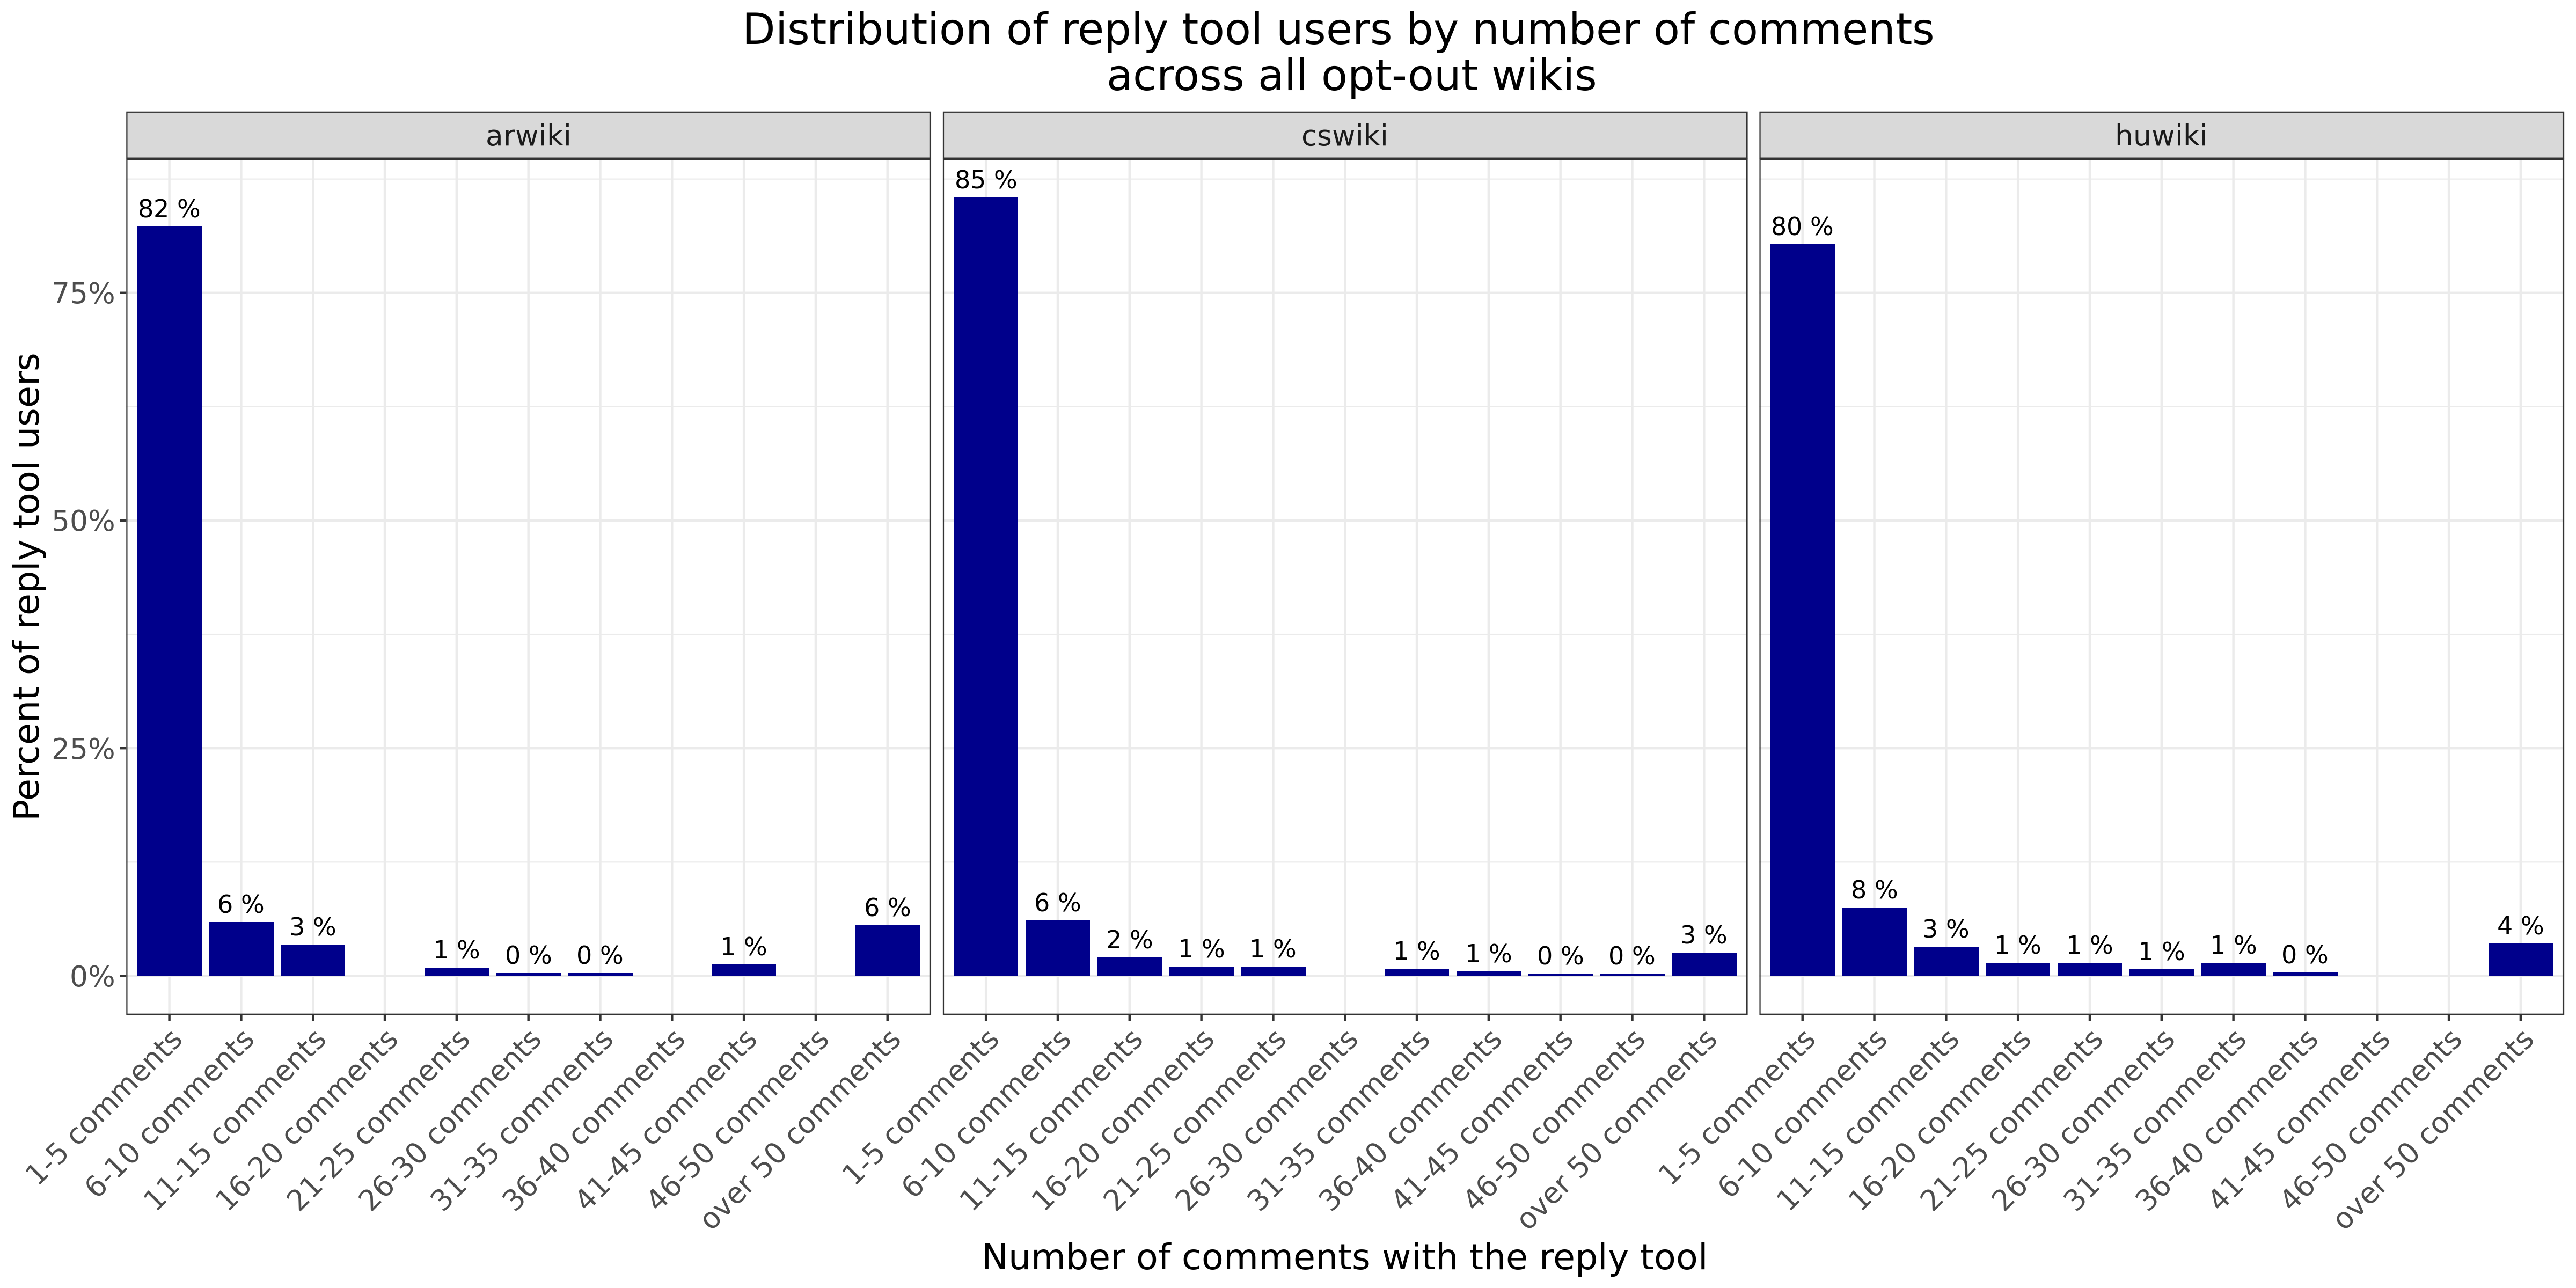 Distribution of reply tool users by number of comments
across all opt-out wikis
arwiki
cswiki
huwiki
Percent of reply tool users
75%
50%
25%
0%
82 %
6 %
3 %
1 %
0 %
0 %
1 %
6 %
85 %
6 %
2 %
1 %
1 %
1 %
1 %
0 %
0 %
3 %
80 %
8 %
3 %
1 %
1 %
1 %
1 %
0 %
4 %
1-5 comments
6-10 comments
11-15 comments
16-20 comments
21-25 comments
26-30 comments
31-35 comments
36-40 comments
41-45 comments
46-50 comments
over 50 comments
1-5 comments
6-10 comments
11-15 comments
16-20 comments
21-25 comments
26-30 comments
31-35 comments
36-40 comments
41-45 comments
46-50 comments
over 50 comments
1-5 comments
6-10 comments
11-15 comments
16-20 comments
21-25 comments
26-30 comments
31-35 comments
36-40 comments
41-45 comments
46-50 comments
over 50 comments
Number of comments with the reply tool